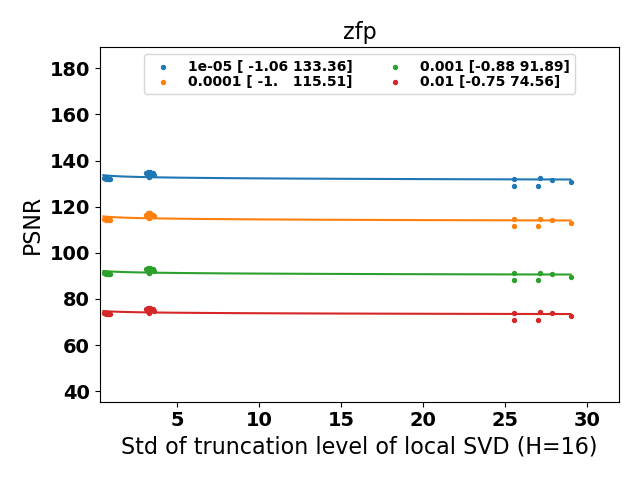 zfp
1e-05 [ -1.06 133.36]
0.0001 [ -1.   115.51]
0.001 [-0.88 91.89]
0.01 [-0.75 74.56]
PSNR
180
160
140
120
100
80
60
40
5 10 15 20 25 30
Std of truncation level of local SVD (H=16)